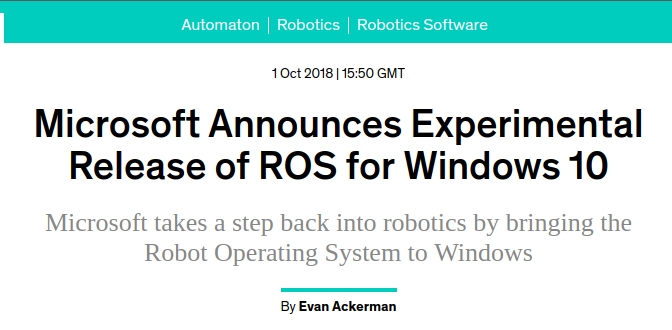 Automaton | Robotics | Robotics Software
1 Oct 2018 | 15:50 GMT
Microsoft Announces Experimental
Release of ROS for Windows 10
Microsoft takes a step back into robotics by bringing the
Robot Operating System to Windows
By Evan Ackerman